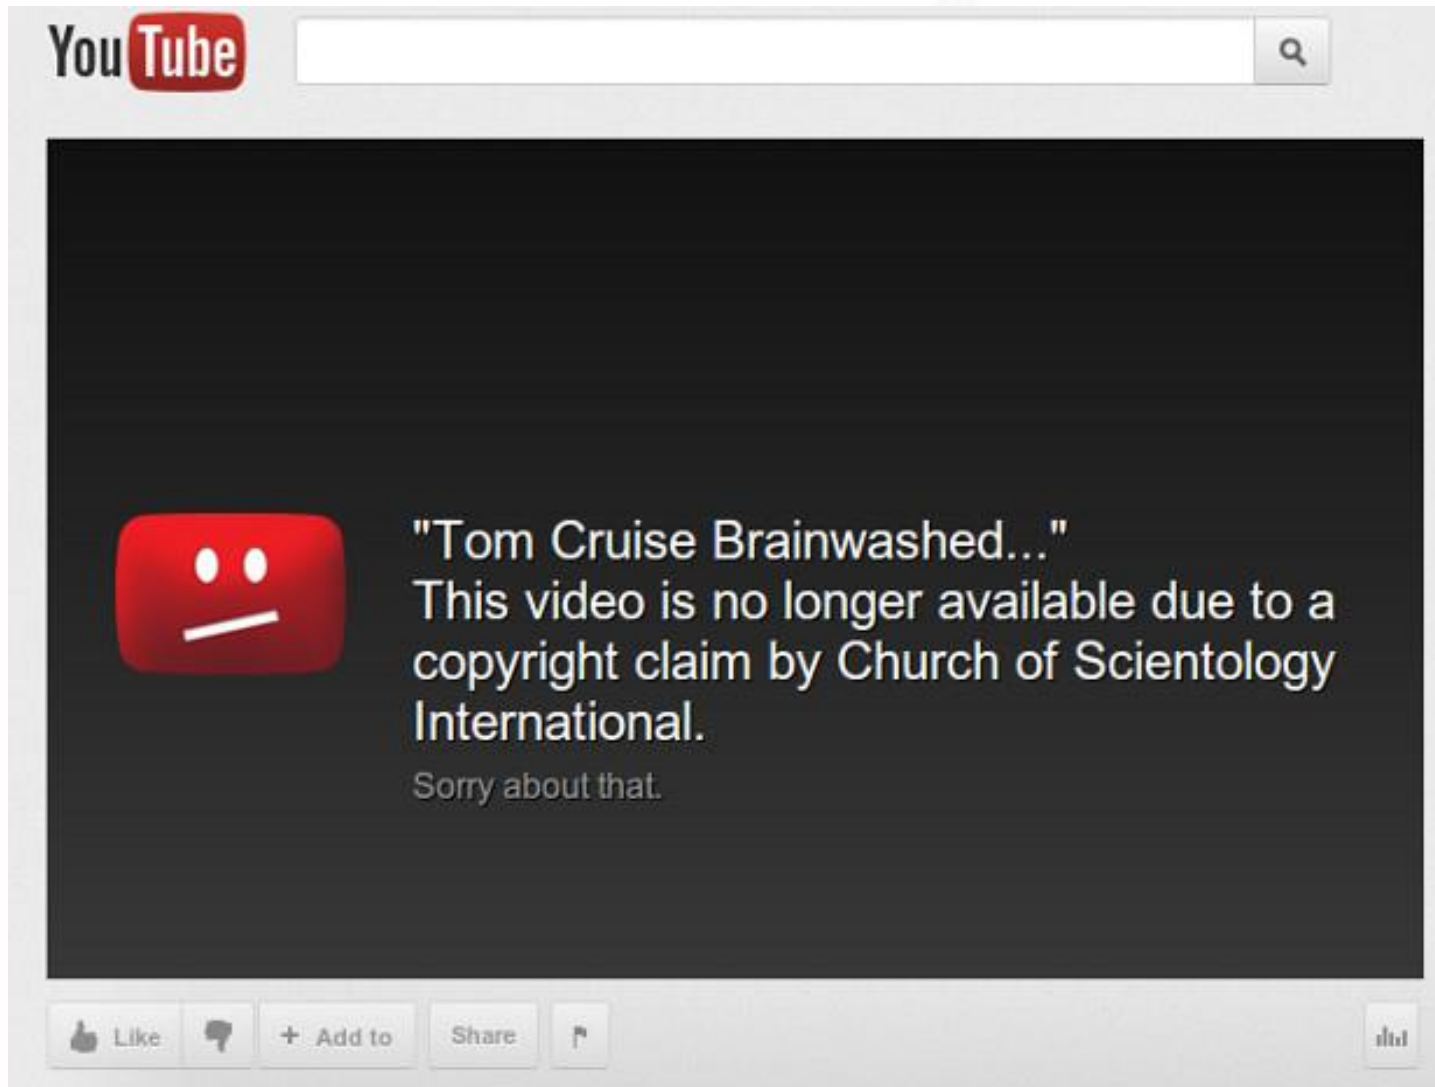 YouTube
"Tom Cruise Brainwashed..."
This video is no longer available due to a
copyright claim by Church of Scientology
International.
Sorry about that.
Like + Add to Share